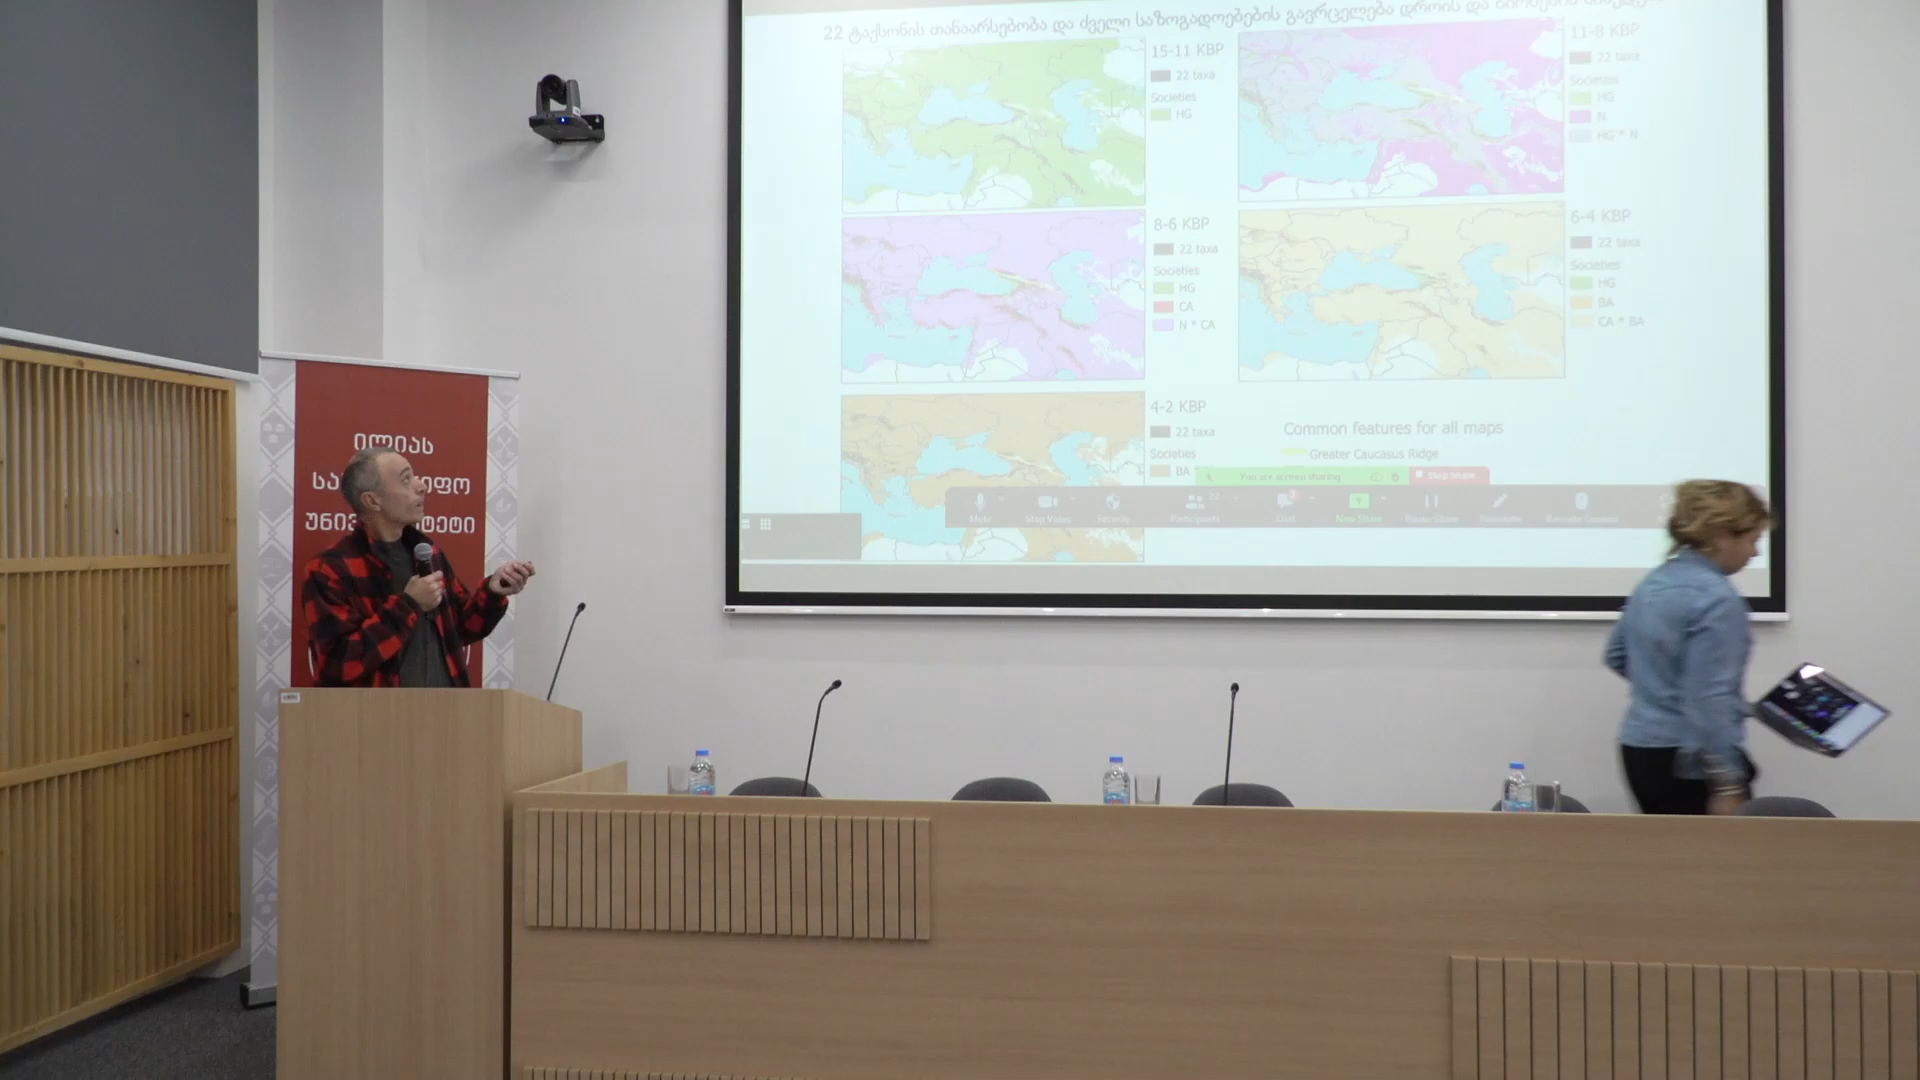 22 ტაქსონის თანაარსებობა და ძველი საზოგადოებების გავრცელება დროის და
15-11 KBP
22 taxa
Societies
HG
11-8 KBP
22 taxa
Societies
HG
N
HG * N
8-6 KBP
22 taxa
Societies
HG
CA
N * CA
6-4 KBP
22 taxa
Societies
HG
BA
CA * BA
4-2 KBP
22 taxa
Societies
BA
Common features for all maps
Greater Caucasus Ridge
You are screen sharing
Stop Share
Mute
Stop Video
Security
Participants
22
Chat
New Share
Pause Share
Annotate
Remote Control
ილიას